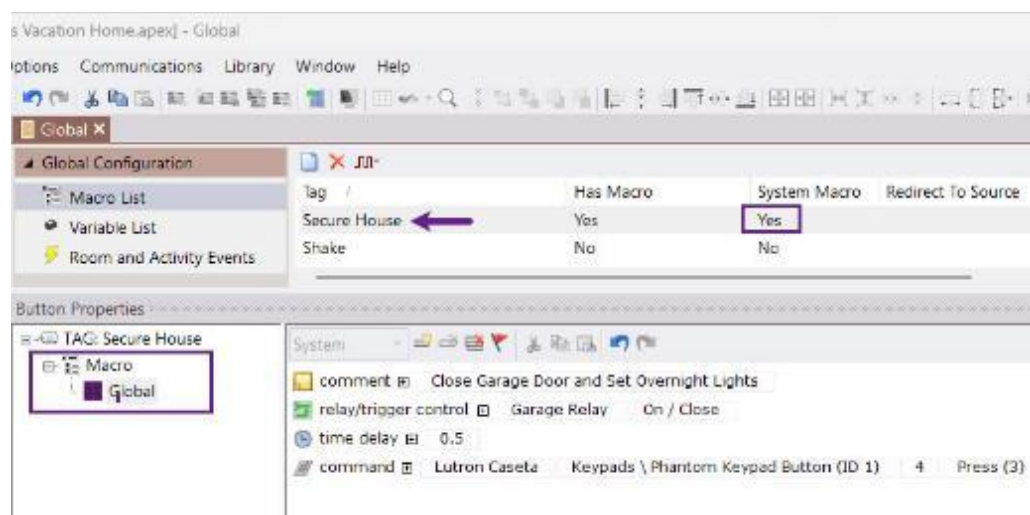 s Vacation Home.apex] - Global
ptions Communications Library Window Help
Global
Global Configuration
Macro List
Variable List
Room and Activity Events
Tag Has Macro System Macro Redirect To Source
Secure House Yes Yes
Shake No No
Button Properties
TAG: Secure House
Macro
Global
System
comment Close Garage Door and Set Overnight Lights
relay/trigger control Garage Relay On / Close
time delay 0.5
command Lutron Caseta Keypads \ Phantom Keypad Button (ID 1) 4 Press (3)